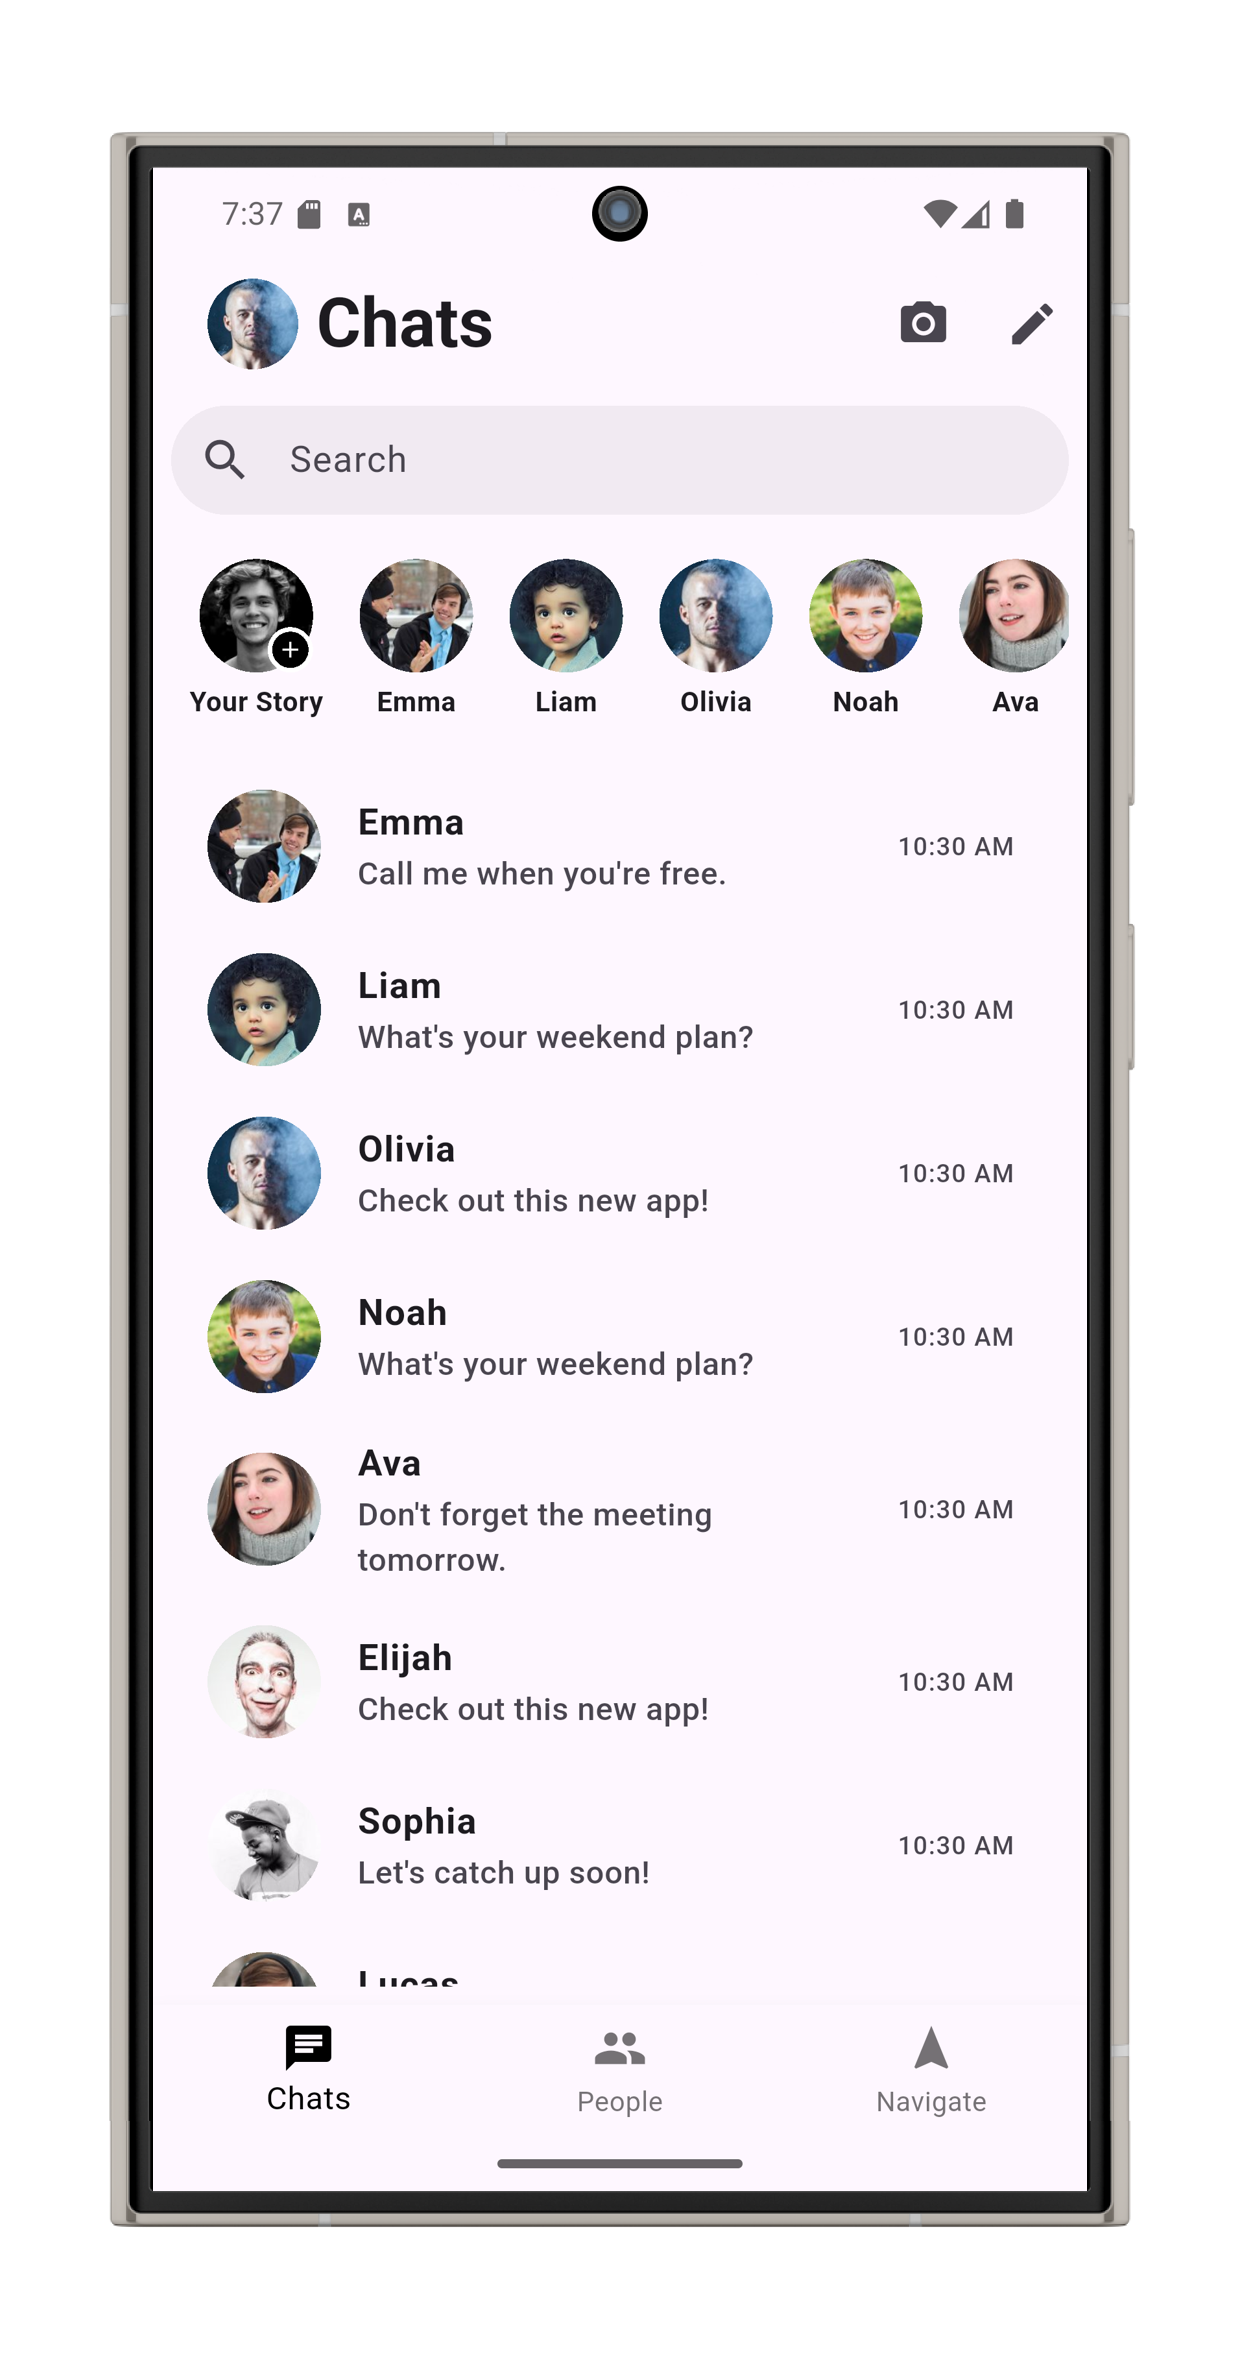 7:37
Chats
Search
Your Story
Emma
Liam
Olivia
Noah
Ava
Emma
Call me when you're free.
10:30 AM
Liam
What's your weekend plan?
10:30 AM
Olivia
Check out this new app!
10:30 AM
Noah
What's your weekend plan?
10:30 AM
Ava
Don't forget the meeting
tomorrow.
10:30 AM
Elijah
Check out this new app!
10:30 AM
Sophia
Let's catch up soon!
10:30 AM
Lucas
Chats
People
Navigate